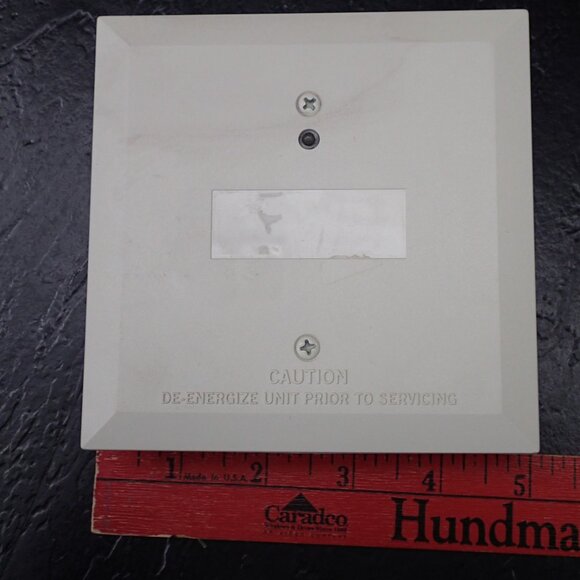 CAUTION
DE-ENERGIZE UNIT PRIOR TO SERVICING
1 2 3 4 5
Made in U.S.A.
Caradco
Hundma